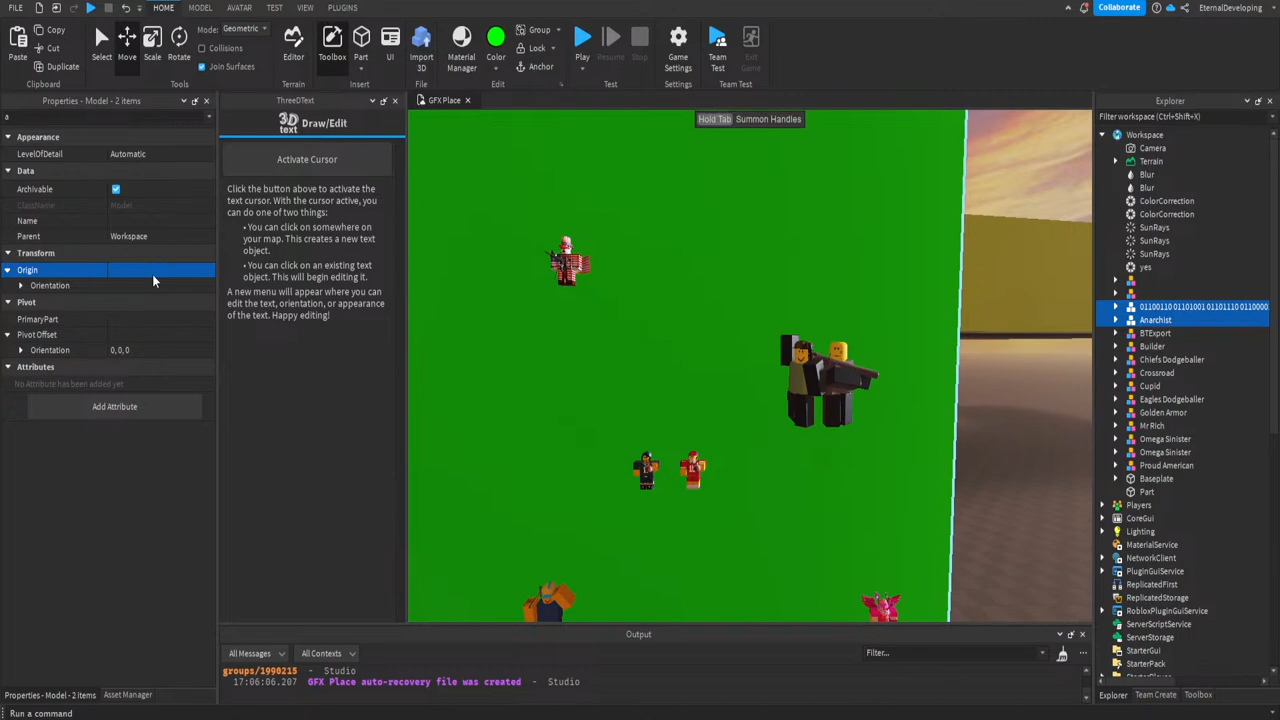 FILE HOME MODEL AVATAR TEST VIEW PLUGINS Collaborate EternalDeveloping
Paste Copy Cut Duplicate Select Move Scale Rotate Mode: Geometric Collisions Join Surfaces Editor Toolbox Part UI Import 3D Material Manager Color Group Lock Anchor Play Resume Stop Game Settings Team Test Exit Game
Clipboard Tools Terrain Insert File Edit Test Settings Team Test
Properties - Model - 2 items
a
Appearance
LevelOfDetail Automatic
Data
Archivable
ClassName Model
Name
Parent Workspace
Transform
Origin
Orientation
Pivot
PrimaryPart
Pivot Offset
Orientation 0, 0, 0
Attributes
No Attribute has been added yet
Add Attribute
Properties - Model - 2 items Asset Manager
Run a command
ThreeDText
3D text Draw/Edit
Activate Cursor
Click the button above to activate the
text cursor. With the cursor active, you
can do one of two things:
• You can click on somewhere on
your map. This creates a new text
object.
• You can click on an existing text
object. This will begin editing it.
A new menu will appear where you can
edit the text, orientation, or appearance
of the text. Happy editing!
GFX Place
Hold Tab Summon Handles
Output
All Messages All Contexts Filter...
groups/1990215 - Studio
17:06:06.207 GFX Place auto-recovery file was created - Studio
Explorer
Filter workspace (Ctrl+Shift+X)
Workspace
Camera
Terrain
Blur
Blur
ColorCorrection
ColorCorrection
SunRays
SunRays
SunRays
yes
01100110 01101001 01101110 0110000
Anarchist
BTExport
Builder
Chiefs Dodgeballer
Crossroad
Cupid
Eagles Dodgeballer
Golden Armor
Mr Rich
Omega Sinister
Omega Sinister
Proud American
Baseplate
Part
Players
CoreGui
Lighting
MaterialService
NetworkClient
PluginGuiService
ReplicatedFirst
ReplicatedStorage
RobloxPluginGuiService
ServerScriptService
ServerStorage
StarterGui
StarterPack
Explorer Team Create Toolbox